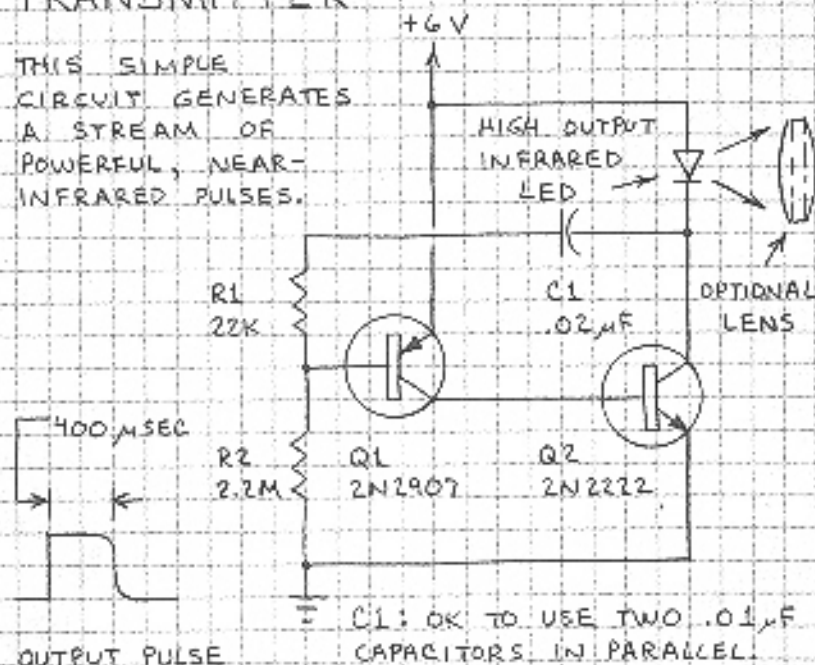 TRANSMITTER
THIS SIMPLE
CIRCUIT GENERATES
A STREAM OF
POWERFUL, NEAR-
INFRARED PULSES.
+6V
HIGH OUTPUT
INFRARED
LED
OPTIONAL
LENS
R1
22K
C1
.02µF
400µSEC
R2
2.2M
Q1
2N2907
Q2
2N2222
OUTPUT PULSE
C1: OK TO USE TWO .01µF
CAPACITORS IN PARALLEL.